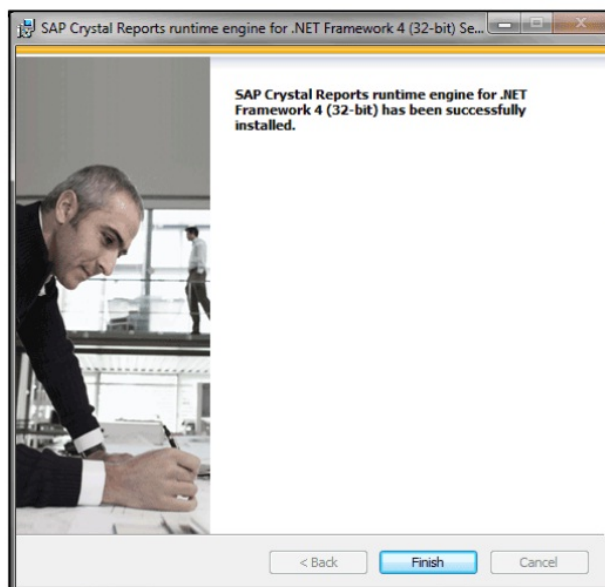 SAP Crystal Reports runtime engine for .NET Framework 4 (32-bit) Se...
SAP Crystal Reports runtime engine for .NET
Framework 4 (32-bit) has been successfully
installed.
< Back
Finish
Cancel